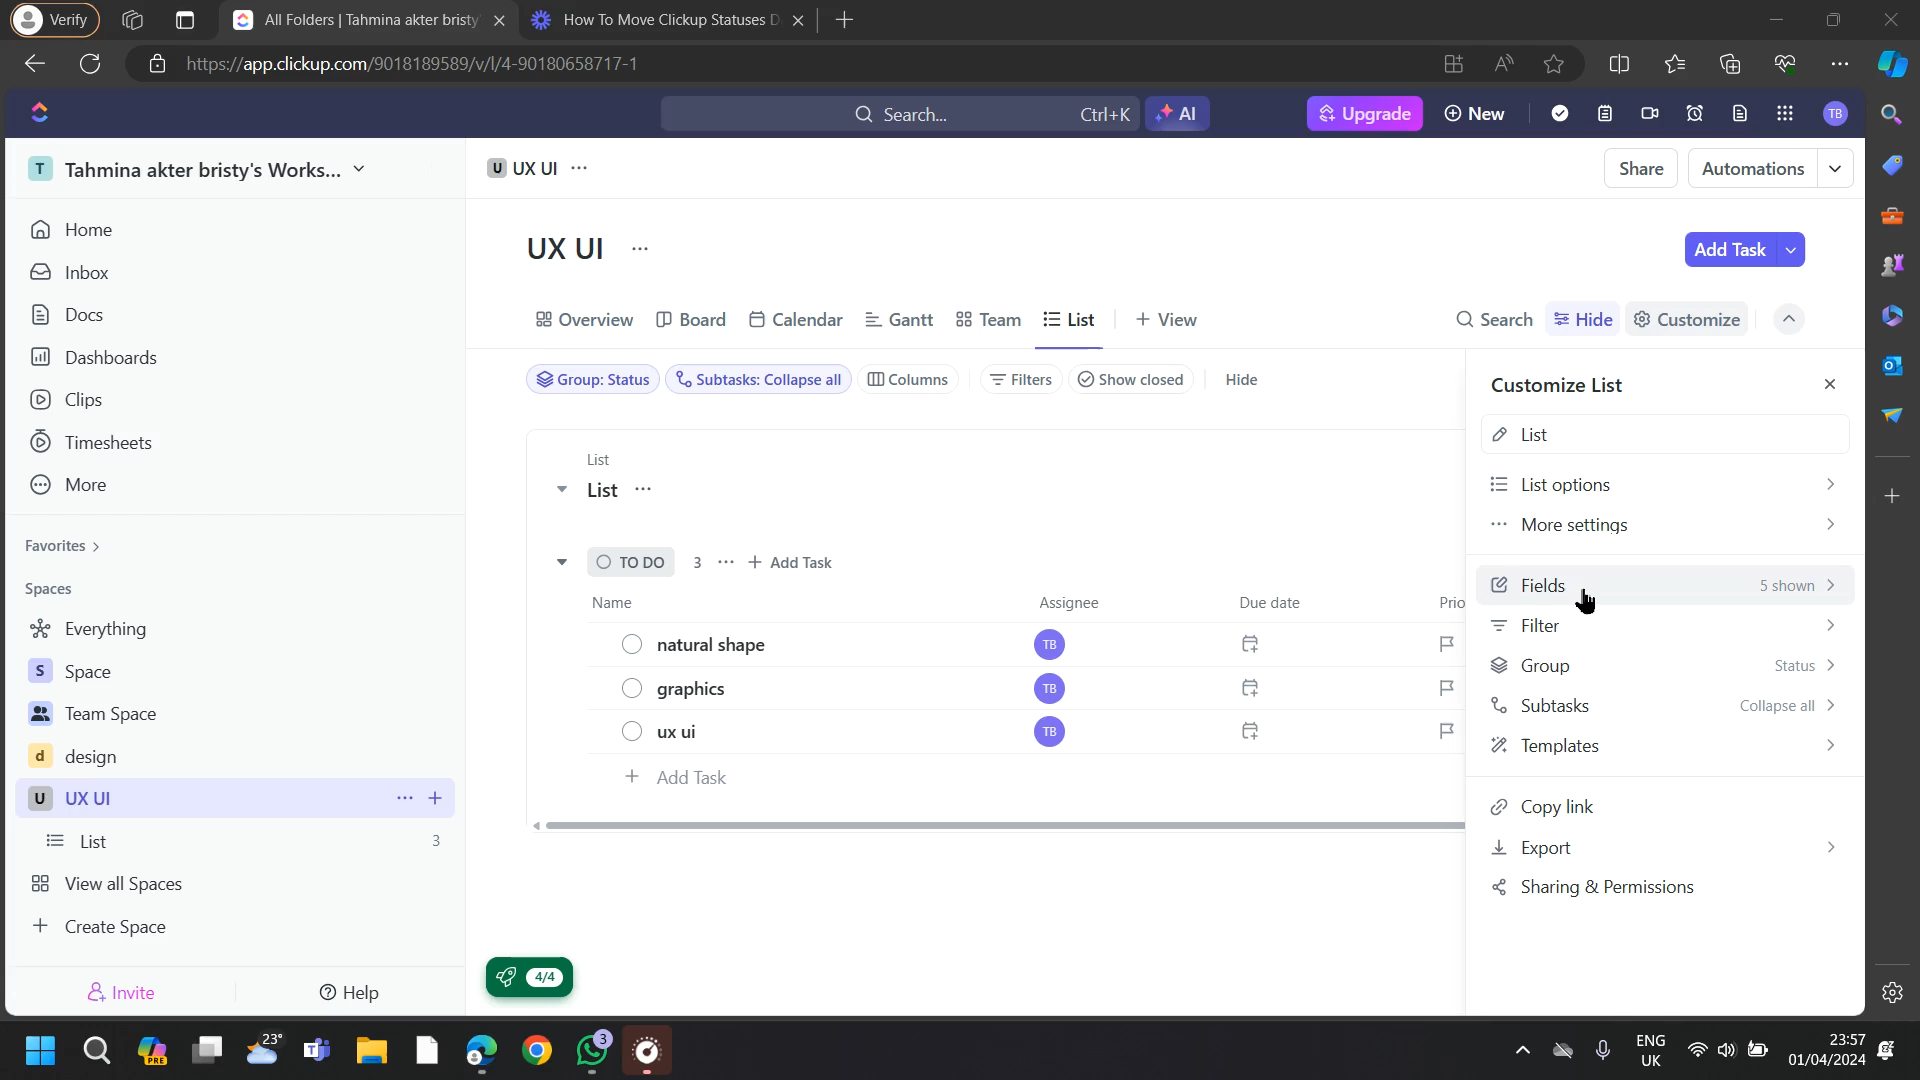 Verify
All Folders | Tahmina akter bristy'
How To Move Clickup Statuses D
https://app.clickup.com/9018189589/v/l/4-90180658717-1
Search...
Ctrl+K
AI
Upgrade
New
TB
T Tahmina akter bristy's Works...
U UX UI
Share
Automations
Home
Inbox
Docs
Dashboards
Clips
Timesheets
More
Favorites
Spaces
Everything
S Space
Team Space
d design
U UX UI
List 3
View all Spaces
Create Space
Invite
Help
UX UI
Add Task
Overview
Board
Calendar
Gantt
Team
List
View
Search
Hide
Customize
Group: Status
Subtasks: Collapse all
Columns
Filters
Show closed
Hide
List
List
TO DO 3 Add Task
Name Assignee Due date Prio
natural shape TB
graphics TB
ux ui TB
Add Task
4/4
Customize List
List
List options
More settings
Fields 5 shown
Filter
Group Status
Subtasks Collapse all
Templates
Copy link
Export
Sharing & Permissions
PRE
23°
3
ENG
UK
23:57
01/04/2024